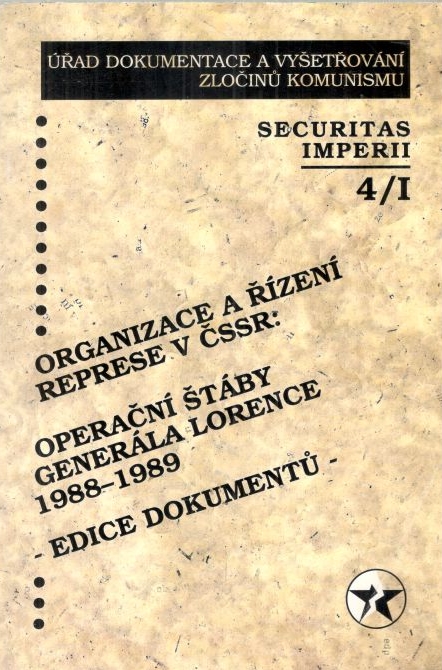 ÚŘAD DOKUMENTACE A VYŠETŘOVÁNÍ
ZLOČINŮ KOMUNISMU
SECURITAS
IMPERII
4/I
ORGANIZACE A ŘÍZENÍ
REPRESE V ČSSR:
OPERAČNÍ ŠTÁBY
GENERÁLA LORENCE
1988–1989
- EDICE DOKUMENTŮ -